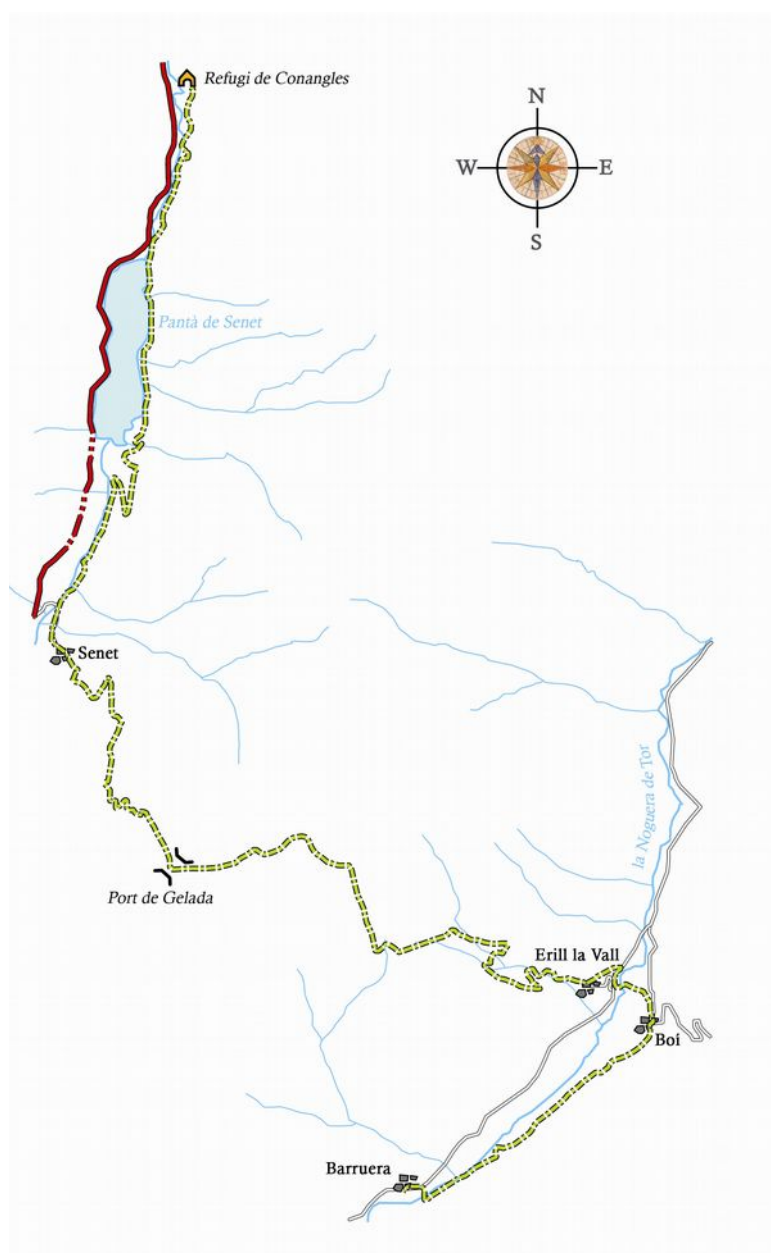 Refugi de Conangles
N
W
E
S
Pantà de Senet
Senet
la Noguera de Tor
Port de Gelada
Erill la Vall
Boí
Barruera